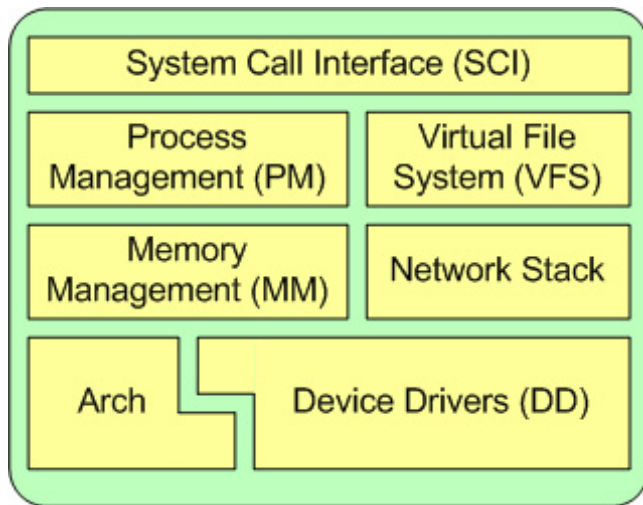 System Call Interface (SCI)
Process
Management (PM)
Virtual File
System (VFS)
Memory
Management (MM)
Network Stack
Arch
Device Drivers (DD)